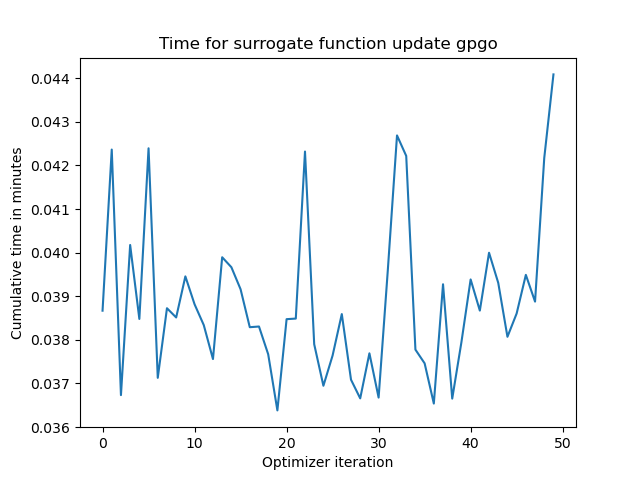 Time for surrogate function update gpgo
0.044
0.043
0.042
0.041
0.040
0.039
0.038
0.037
0.036
Cumulative time in minutes
0 10 20 30 40 50
Optimizer iteration